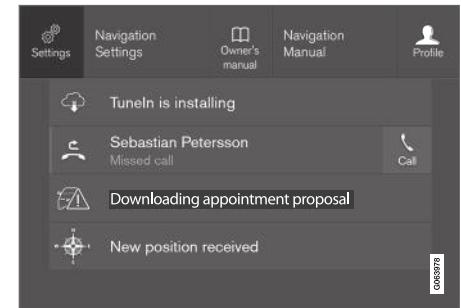 Settings
Navigation
Settings
Owner's
manual
Navigation
Manual
Profile
TuneIn is installing
Sebastian Petersson
Missed call
Call
Downloading appointment proposal
New position received
G063978